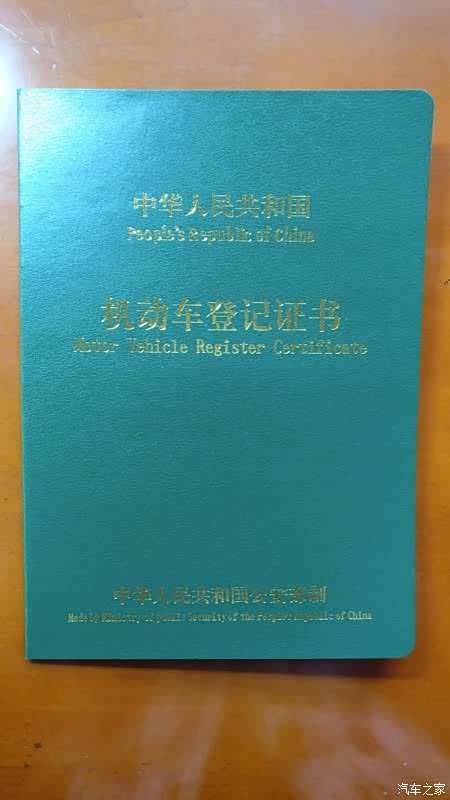 中华人民共和国
People's Republic of China
机动车登记证书
Motor Vehicle Register Certificate
中华人民共和国公安部制
Made by Ministry of public Security of the People's Republic of China
汽车之家